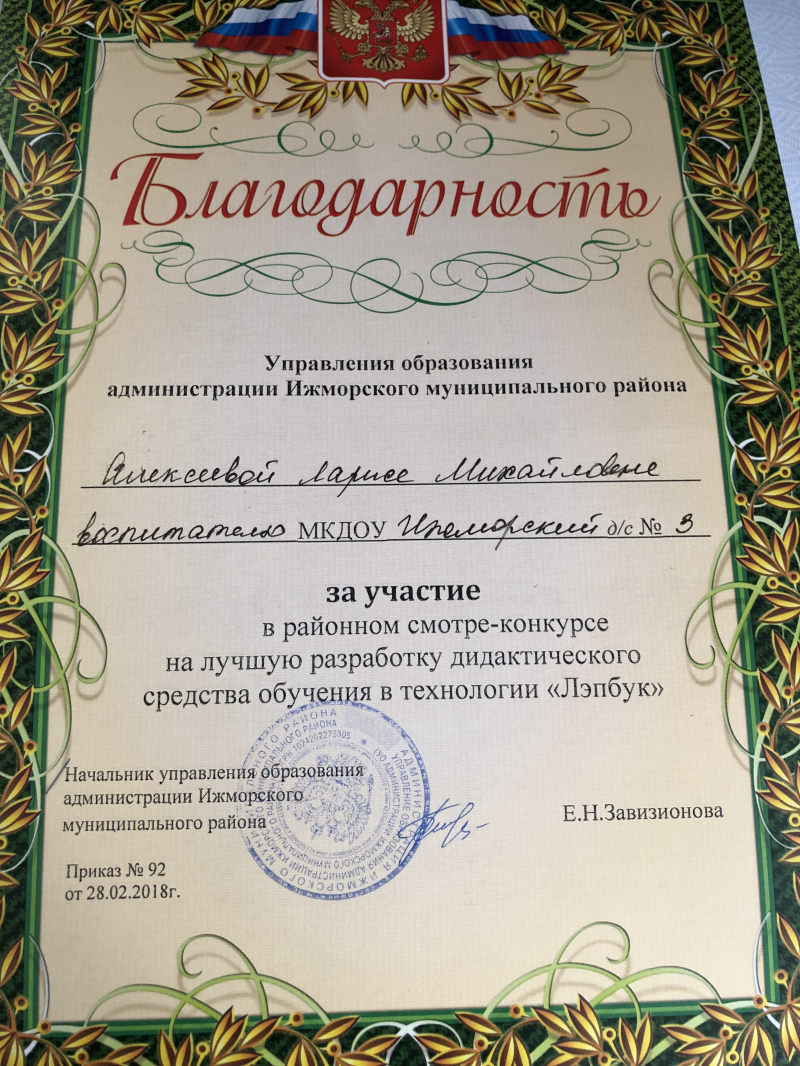 Благодарность
Управления образования
администрации Ижморского муниципального района
Алексеевой Ларисе Михайловне
воспитателю МКДОУ Ижморский д/с № 3
за участие
в районном смотре-конкурсе
на лучшую разработку дидактического
средства обучения в технологии «Лэпбук»
Начальник управления образования
администрации Ижморского
муниципального района
Е.Н.Завизионова
Приказ № 92
от 28.02.2018г.